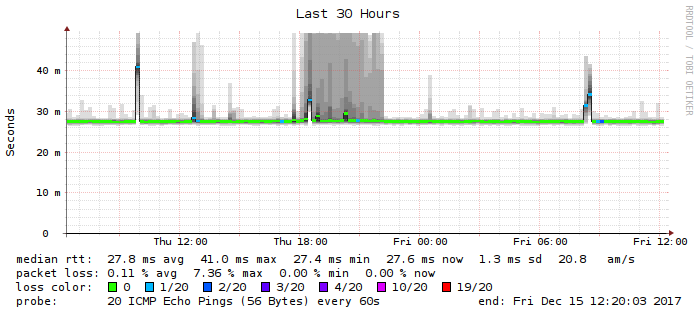 Last 30 Hours
RRDTOOL / TOBI OETIKER
Seconds
40 m
30 m
20 m
10 m
0
Thu 12:00 Thu 18:00 Fri 00:00 Fri 06:00 Fri 12:00
median rtt: 27.8 ms avg 41.0 ms max 27.4 ms min 27.6 ms now 1.3 ms sd 20.8 am/s
packet loss: 0.11 % avg 7.36 % max 0.00 % min 0.00 % now
loss color: 0 1/20 2/20 3/20 4/20 10/20 19/20
probe: 20 ICMP Echo Pings (56 Bytes) every 60s end: Fri Dec 15 12:20:03 2017